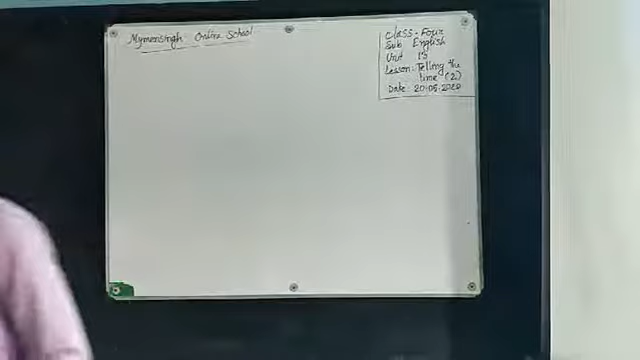 Mymensingh Online School
Class - Four
Sub English
Unit 15
Lesson: Telling the
time (2)
Date: 20.05.2020